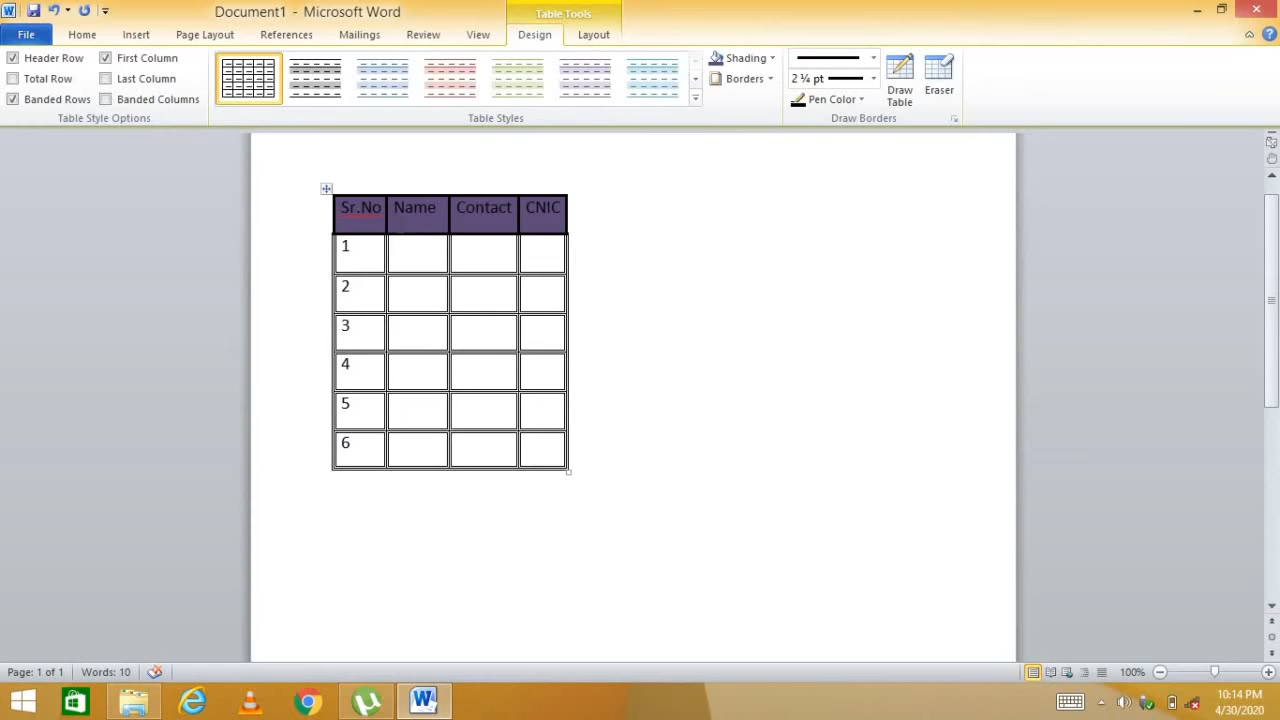 Document1 - Microsoft Word
Table Tools
File Home Insert Page Layout References Mailings Review View Design Layout
Header Row First Column
Total Row Last Column
Banded Rows Banded Columns
Table Style Options
Table Styles
Shading
Borders
2 ¼ pt
Pen Color
Draw Table
Eraser
Draw Borders
Sr.No Name Contact CNIC
1
2
3
4
5
6
Page: 1 of 1 Words: 10
100%
10:14 PM
4/30/2020